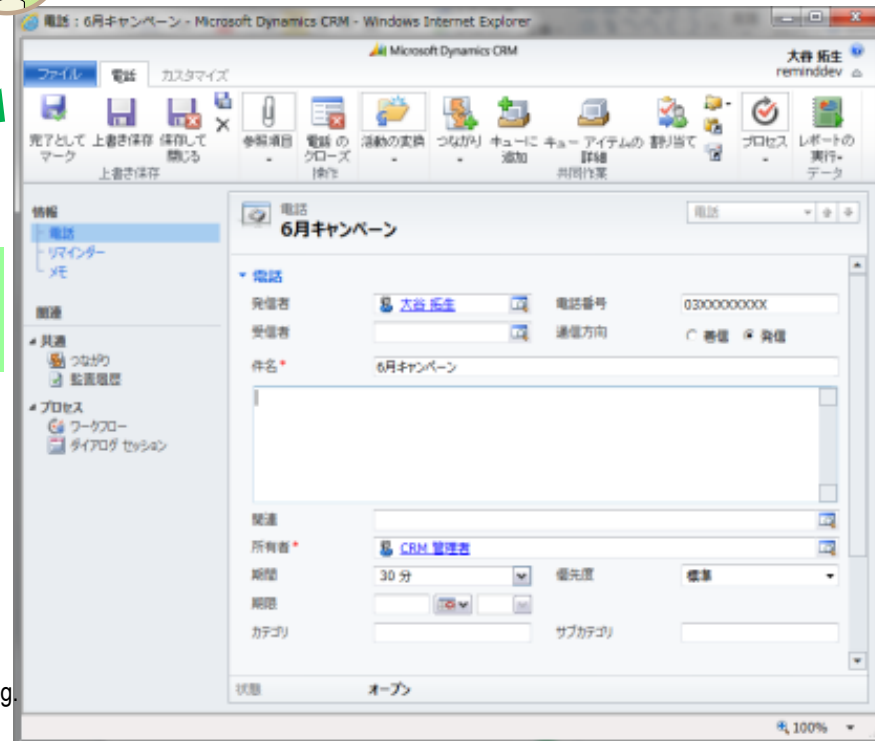 電話：6月キャンペーン - Microsoft Dynamics CRM - Windows Internet Explorer
Microsoft Dynamics CRM
大谷 拓生
reminddev
ファイル 電話 カスタマイズ
完了として マーク
上書き保存
保存して 閉じる
参照項目
電話 の クローズ
活動の変換
つながり
キューに 追加
キュー アイテムの 詳細
割り当て
プロセス
レポートの 実行
上書き保存
操作
共同作業
データ
情報
電話
リマインダー
メモ
関連
共通
つながり
監査履歴
プロセス
ワークフロー
ダイアログ セッション
電話
6月キャンペーン
電話
電話
発信者 大谷 拓生 電話番号 03XXXXXXXX
受信者 通信方向 着信 発信
件名* 6月キャンペーン
関連
所有者* CRM 管理者
期間 30 分 優先度 標準
期限
カテゴリ サブカテゴリ
状態 オープン
g.
100%